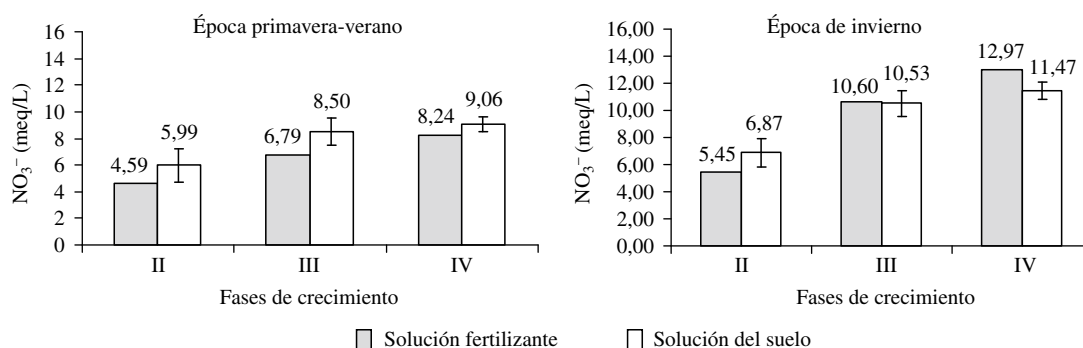 Época primavera-verano
NO₃⁻ (meq/L)
16
14
12
10
8
6
4
2
0
4,59
5,99
6,79
8,50
8,24
9,06
II
III
IV
Fases de crecimiento
Época de invierno
NO₃⁻ (meq/L)
16,00
14,00
12,00
10,00
8,00
6,00
4,00
2,00
0,00
5,45
6,87
10,60
10,53
12,97
11,47
II
III
IV
Fases de crecimiento
Solución fertilizante
Solución del suelo